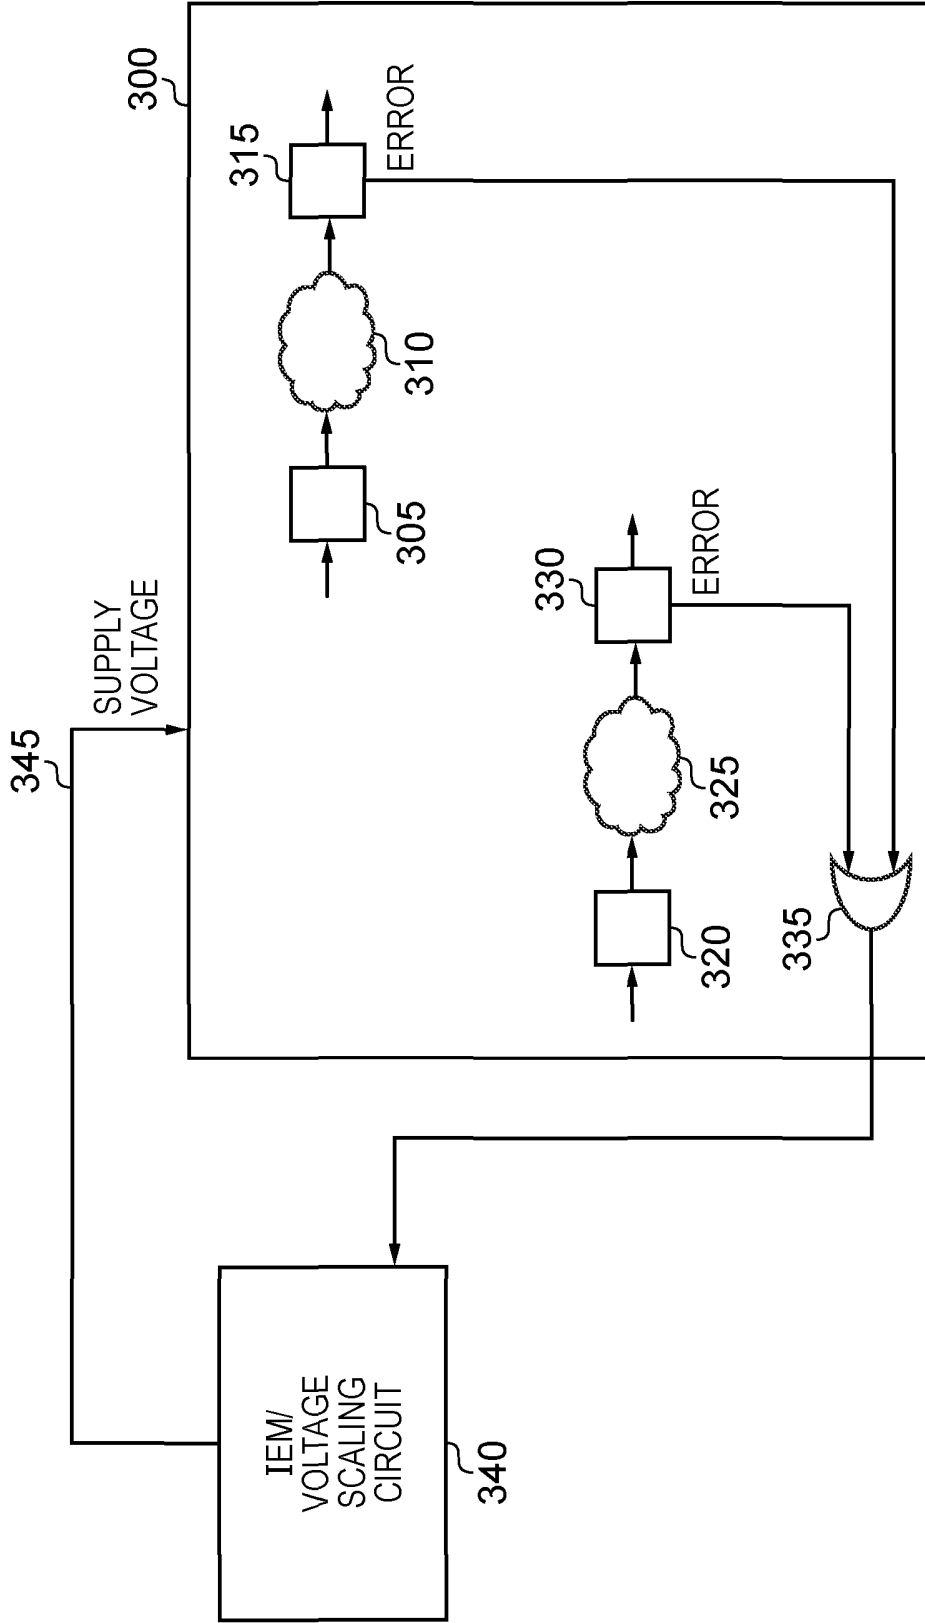 345
SUPPLY
VOLTAGE
300
315
ERROR
310
305
330
ERROR
325
320
335
IEM/
VOLTAGE
SCALING
CIRCUIT
340